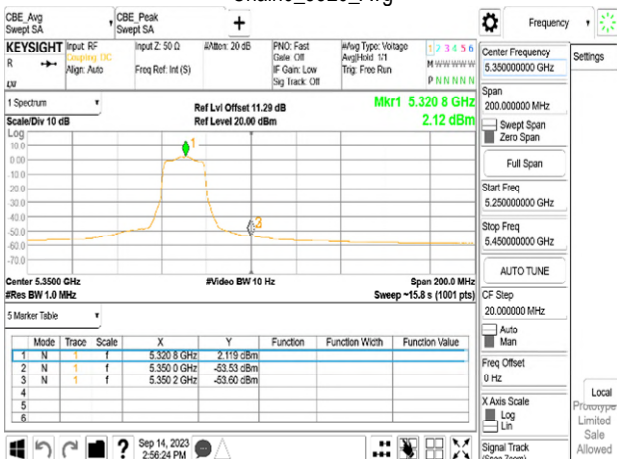 Chain0_5320_Avg
CBE_Avg
Swept SA
CBE_Peak
Swept SA
+
Frequency
KEYSIGHT
R
LXI
Input: RF
Coupling: DC
Align: Auto
Input Z: 50 Ω
Freq Ref: Int (S)
#Atten: 20 dB
PNO: Fast
Gate: Off
IF Gain: Low
Sig Track: Off
#Avg Type: Voltage
Avg|Hold: 1/1
Trig: Free Run
1 2 3 4 5 6
M W W W W W
P N N N N N
1 Spectrum
Scale/Div 10 dB
Ref Lvl Offset 11.29 dB
Ref Level 20.00 dBm
Mkr1 5.320 8 GHz
2.12 dBm
Log
10.0
0.00
-10.0
-20.0
-30.0
-40.0
-50.0
-60.0
-70.0
1
2
Center 5.3500 GHz
#Res BW 1.0 MHz
#Video BW 10 Hz
Span 200.0 MHz
Sweep ~15.8 s (1001 pts)
5 Marker Table
Mode Trace Scale X Y Function Function Width Function Value
1 N 1 f 5.320 8 GHz 2.119 dBm
2 N 1 f 5.350 0 GHz -53.53 dBm
3 N 1 f 5.350 2 GHz -53.60 dBm
4
5
6
Sep 14, 2023
2:56:24 PM
Center Frequency
5.350000000 GHz
Settings
Span
200.000000 MHz
Swept Span
Zero Span
Full Span
Start Freq
5.250000000 GHz
Stop Freq
5.450000000 GHz
AUTO TUNE
CF Step
20.000000 MHz
Auto
Man
Freq Offset
0 Hz
X Axis Scale
Log
Lin
Signal Track
(Span Zoom)
Local
Prototype
Limited
Sale
Allowed